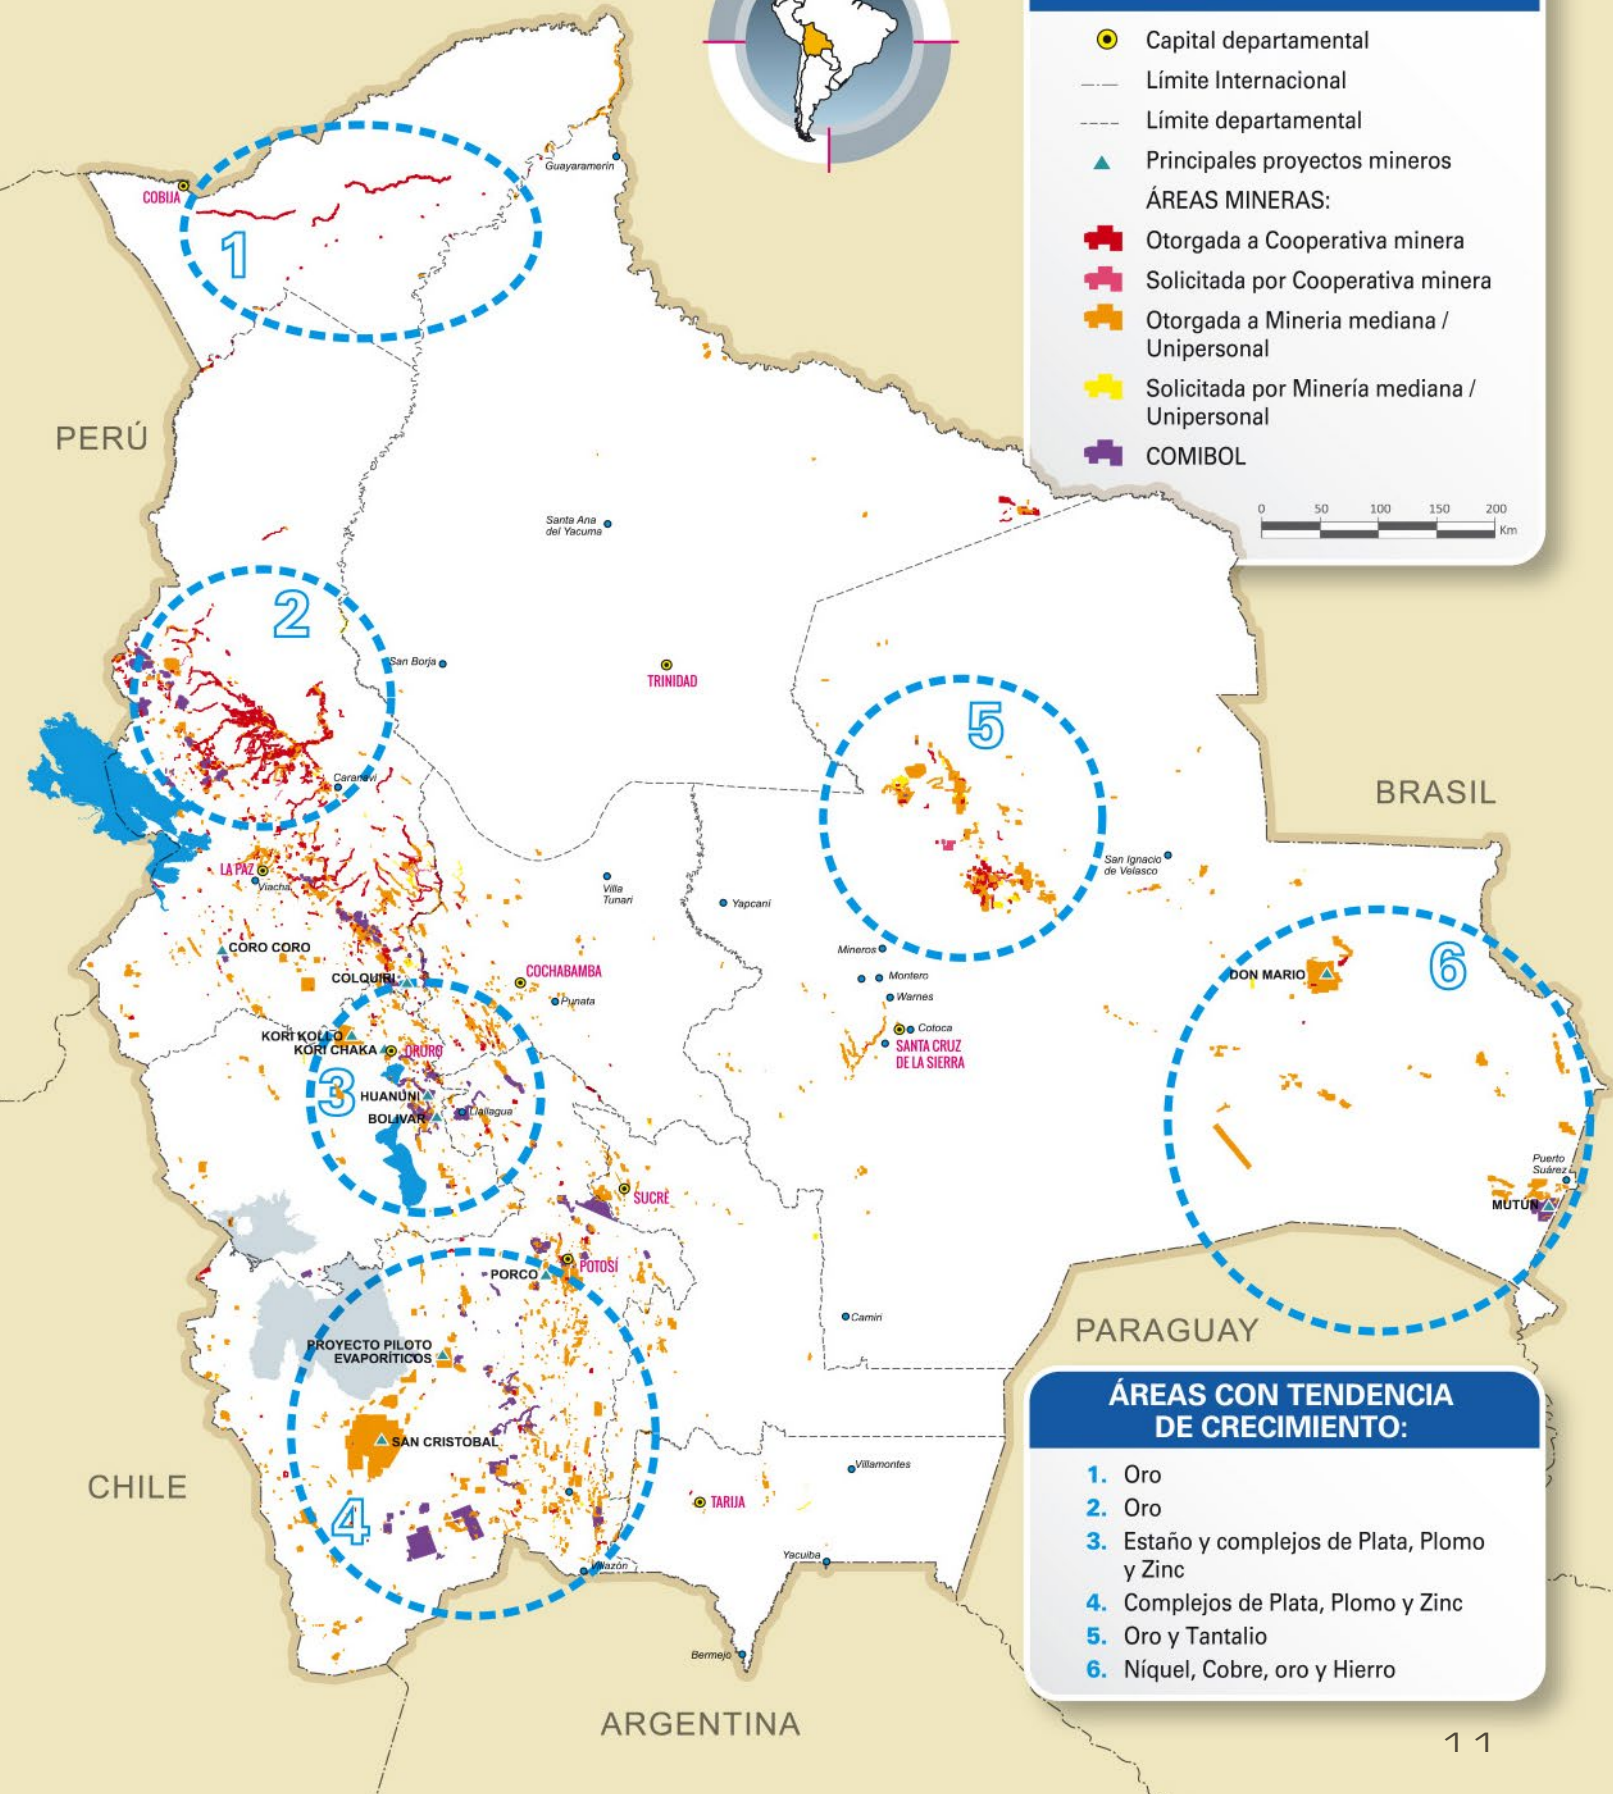 Capital departamental
Límite Internacional
Límite departamental
Principales proyectos mineros
ÁREAS MINERAS:
Otorgada a Cooperativa minera
Solicitada por Cooperativa minera
Otorgada a Mineria mediana /
Unipersonal
Solicitada por Minería mediana /
Unipersonal
COMIBOL
0 50 100 150 200
Km
Guayaramerín
COBIJA
1
PERÚ
Santa Ana
del Yacuma
2
San Borja
TRINIDAD
5
Caranavi
BRASIL
San Ignacio
de Velasco
LA PAZ
Viacha
Villa
Tunari
Yapcaní
CORO CORO
COLQUIRI
COCHABAMBA
Punata
Mineros
Montero
Warnes
Cotoca
SANTA CRUZ
DE LA SIERRA
DON MARIO
6
KORI KOLLO
KORI CHAKA
ORURO
3
HUANUNI
BOLIVAR
Llallagua
Puerto
Suárez
MUTÚN
SUCRE
POTOSÍ
PORCO
Camiri
PROYECTO PILOTO
EVAPORÍTICOS
PARAGUAY
SAN CRISTOBAL
Villamontes
CHILE
4
TARIJA
Villazón
Yacuiba
Bermejo
ARGENTINA
ÁREAS CON TENDENCIA
DE CRECIMIENTO:
1. Oro
2. Oro
3. Estaño y complejos de Plata, Plomo
y Zinc
4. Complejos de Plata, Plomo y Zinc
5. Oro y Tantalio
6. Níquel, Cobre, oro y Hierro
11